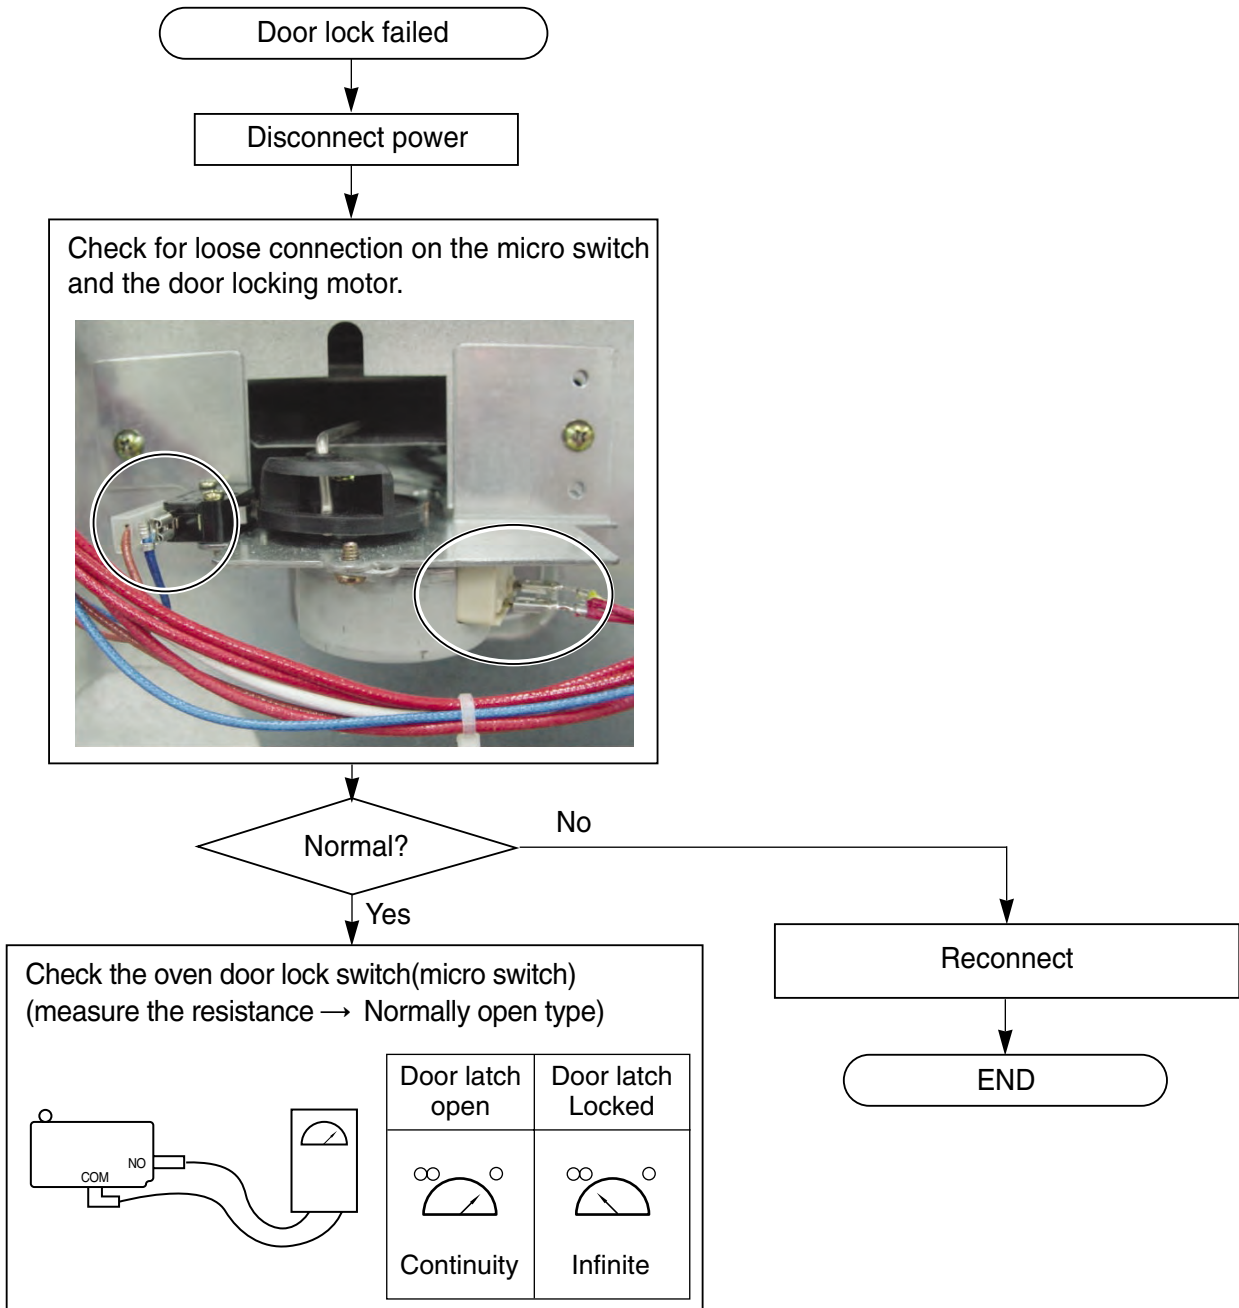 Door lock failed
Disconnect power
Check for loose connection on the micro switch
and the door locking motor.
Normal?
No
Yes
Reconnect
END
Check the oven door lock switch(micro switch)
(measure the resistance → Normally open type)
NO
COM
Door latch
open
Door latch
Locked
Continuity
Infinite